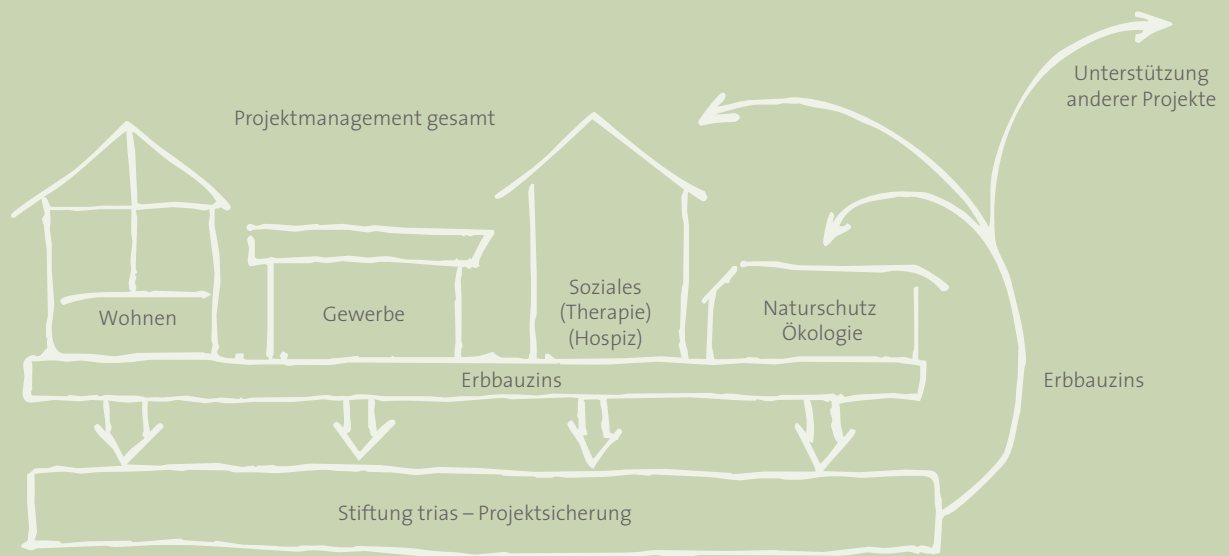 Unterstützung
anderer Projekte
Projektmanagement gesamt
Wohnen
Gewerbe
Soziales
(Therapie)
(Hospiz)
Naturschutz
Ökologie
Erbbauzins
Erbbauzins
Stiftung trias – Projektsicherung